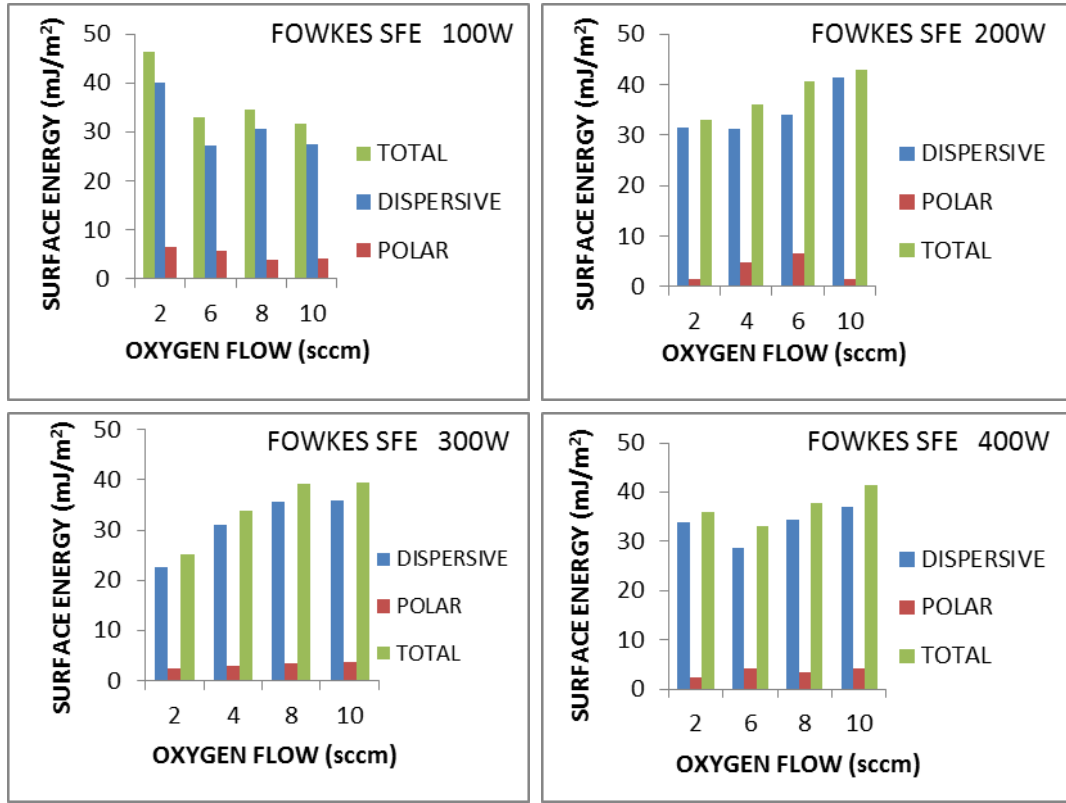 FOWKES SFE 100W
SURFACE ENERGY (mJ/m²)
50
40
30
20
10
0
TOTAL
DISPERSIVE
POLAR
2 6 8 10
OXYGEN FLOW (sccm)
FOWKES SFE 200W
SURFACE ENERGY (mJ/m²)
50
40
30
20
10
0
DISPERSIVE
POLAR
TOTAL
2 4 6 10
OXYGEN FLOW (sccm)
FOWKES SFE 300W
SURFACE ENERGY (mJ/m²)
50
40
30
20
10
0
DISPERSIVE
POLAR
TOTAL
2 4 8 10
OXYGEN FLOW (sccm)
FOWKES SFE 400W
SURFACE ENERGY (mJ/m²)
50
40
30
20
10
0
DISPERSIVE
POLAR
TOTAL
2 6 8 10
OXYGEN FLOW (sccm)